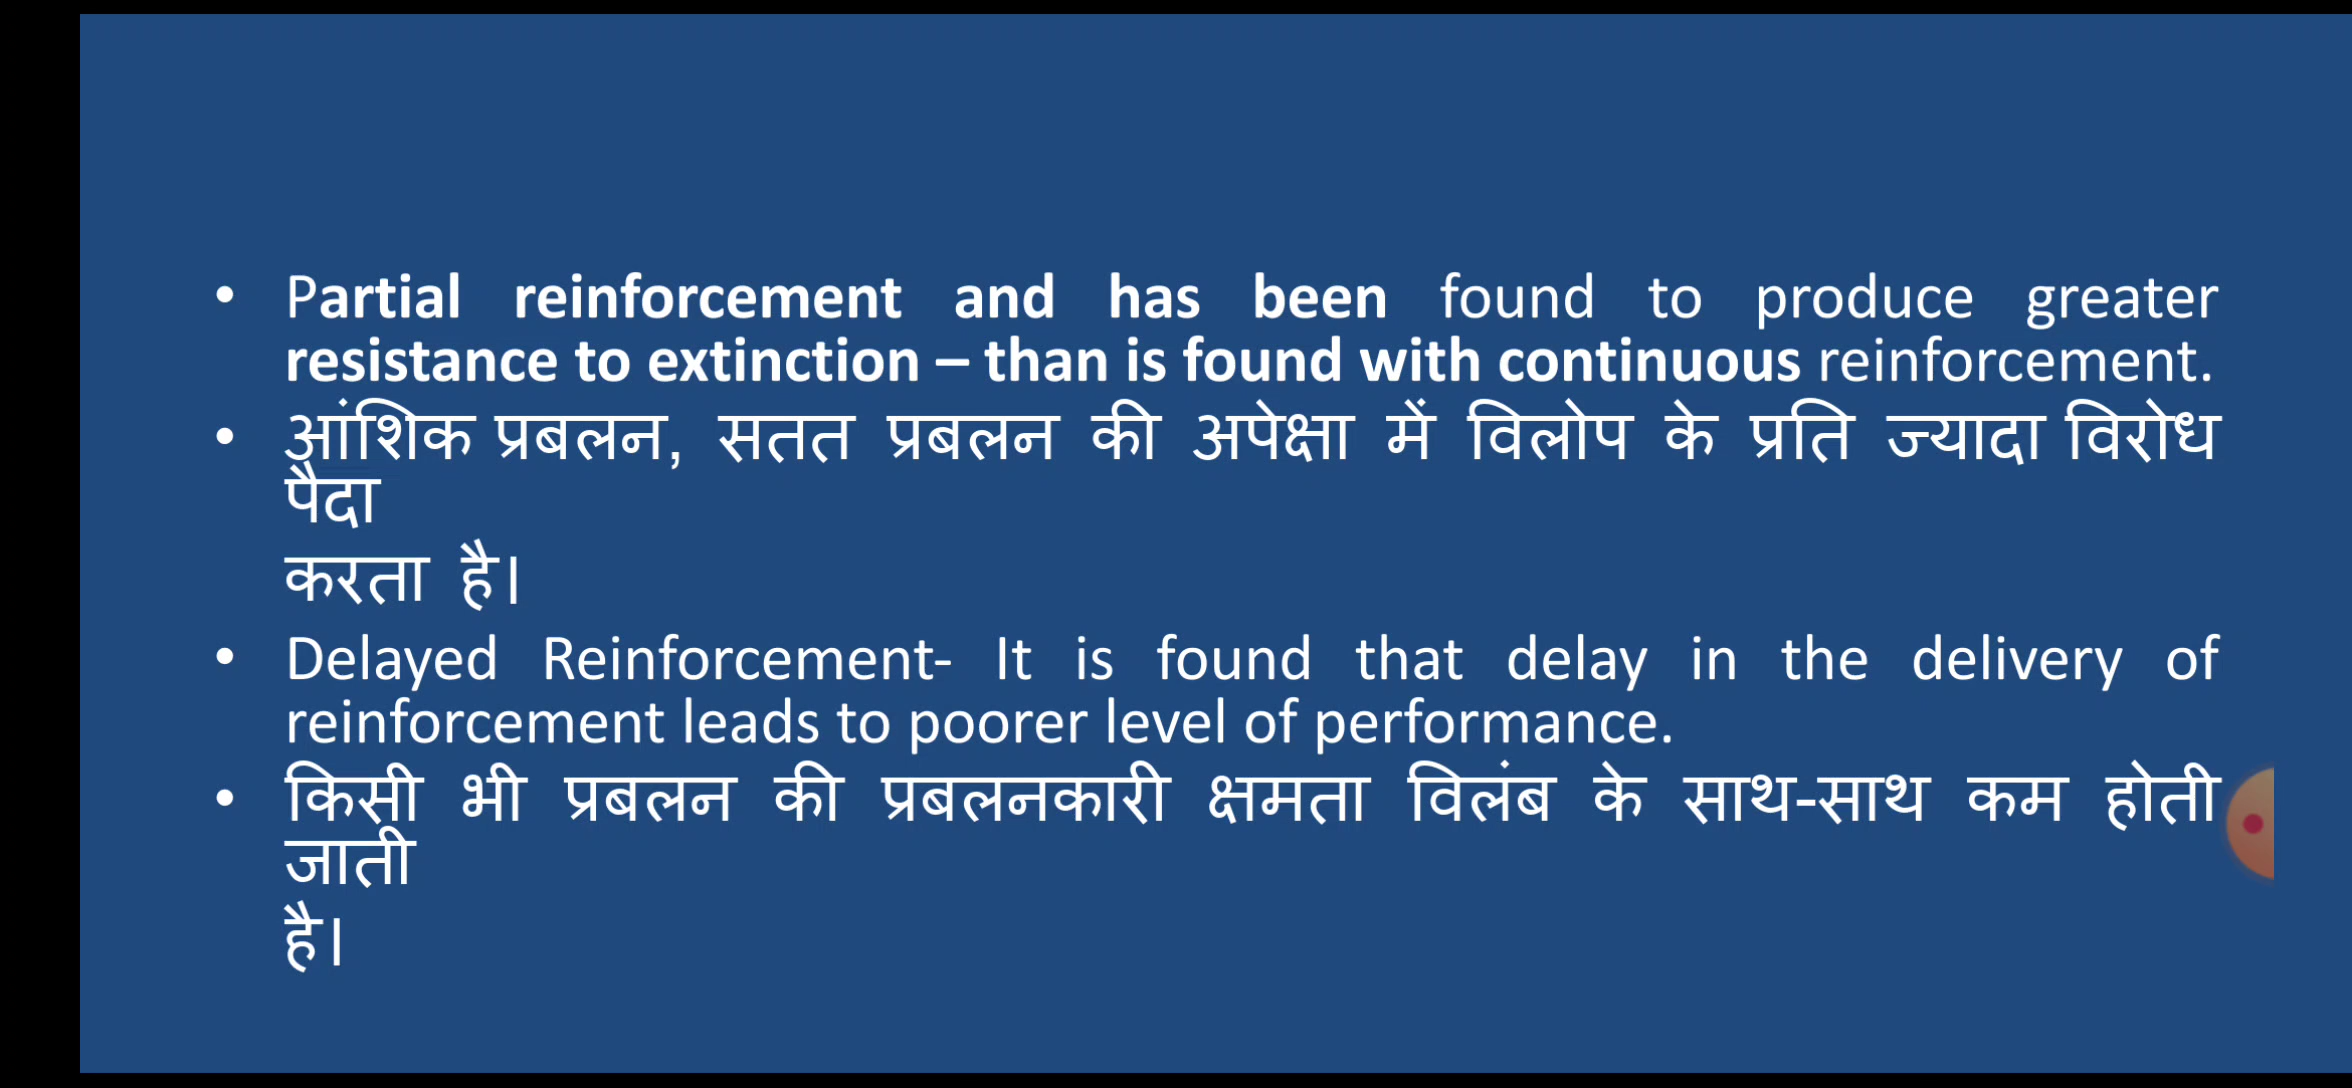 • Partial reinforcement and has been found to produce greater
resistance to extinction – than is found with continuous reinforcement.
• आंशिक प्रबलन, सतत प्रबलन की अपेक्षा में विलोप के प्रति ज्यादा विरोध
पैदा
करता है।
• Delayed Reinforcement- It is found that delay in the delivery of
reinforcement leads to poorer level of performance.
• किसी भी प्रबलन की प्रबलनकारी क्षमता विलंब के साथ-साथ कम होती
जाती
है।